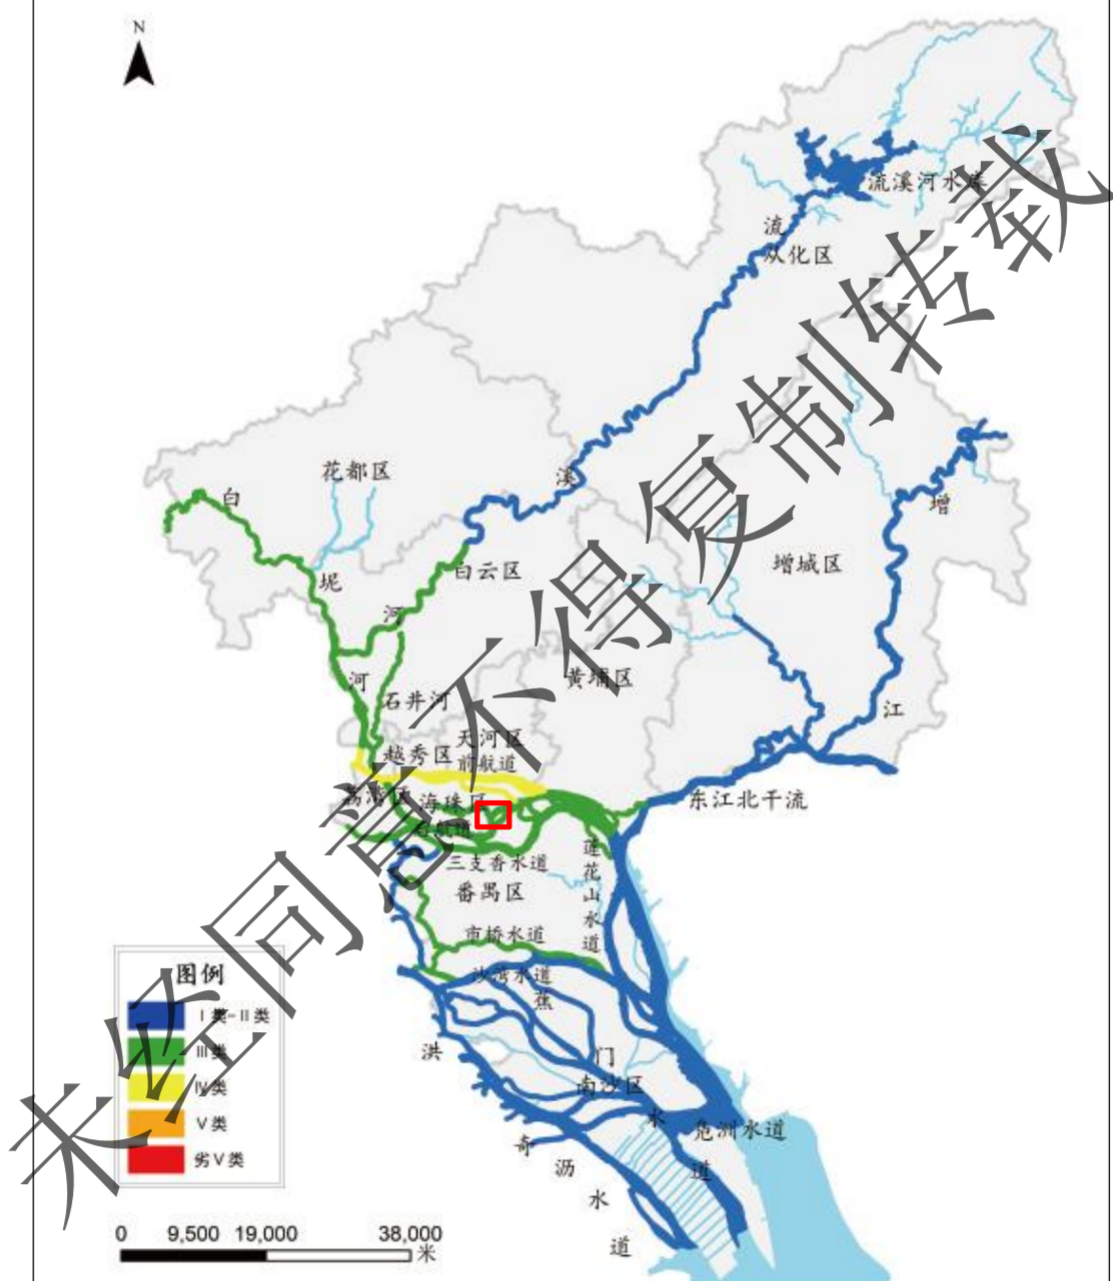 N
流溪河水库
流
从化区
花都区
溪
白
增
坭
白云区
增城区
河
河
黄埔区
石井河
江
天河区
越秀区
前航道
荔湾区
海珠区
东江北干流
后航道
三支香水道
莲花山水道
番禺区
市桥水道
沙湾水道
蕉
门
洪
南沙区
水
凫洲水道
奇
道
沥
水
道
图例
I类-II类
III类
IV类
V类
劣V类
0 9,500 19,000 38,000
米
未经同意不得复制转载